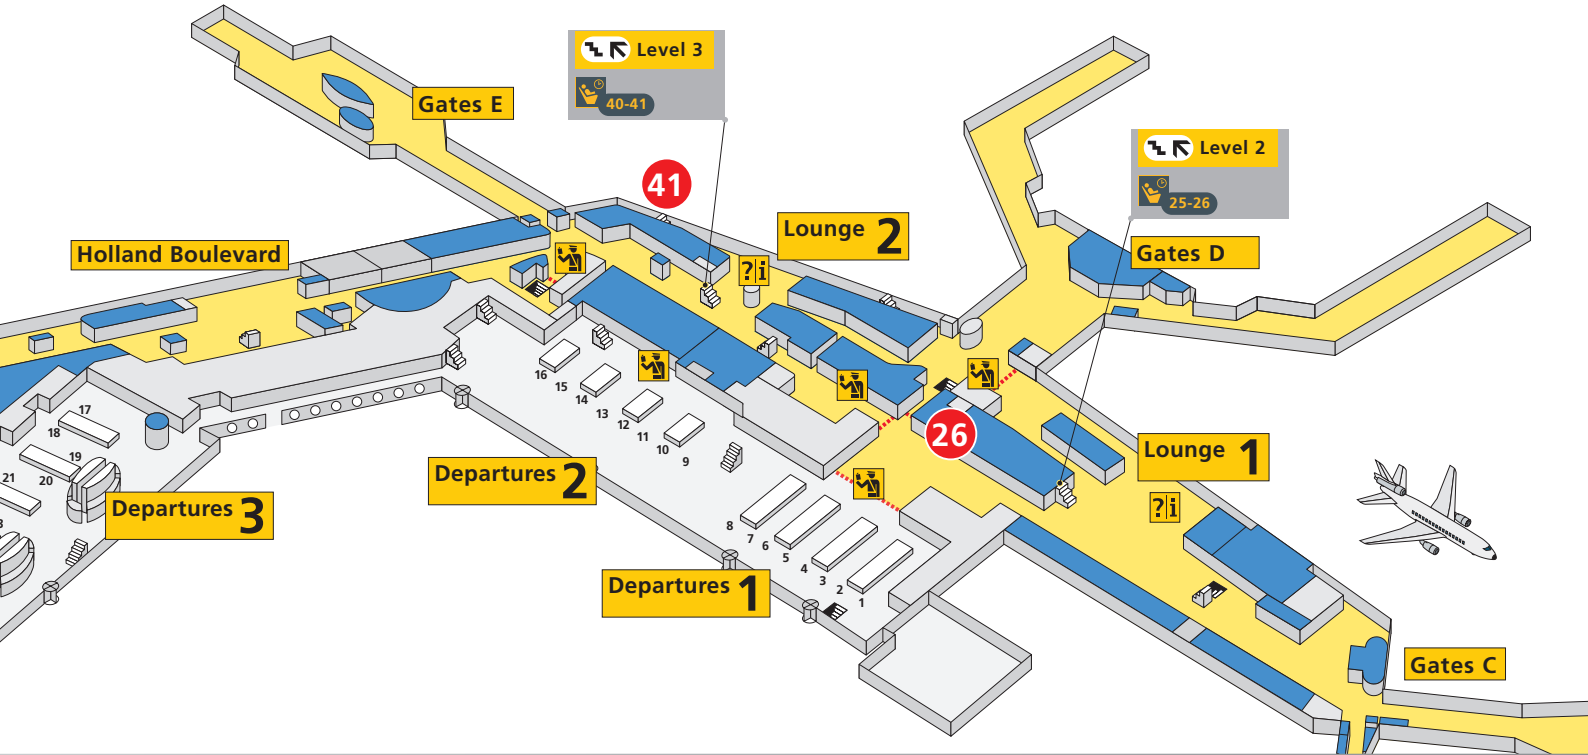 Level 3
40-41
Gates E
41
Level 2
25-26
Lounge 2
Holland Boulevard
Gates D
?|i
16
15
14
13
12
11
10
9
17
18
19
20
21
26
Lounge 1
Departures 2
Departures 3
?|i
8
7
6
5
4
3
2
1
Departures 1
Gates C